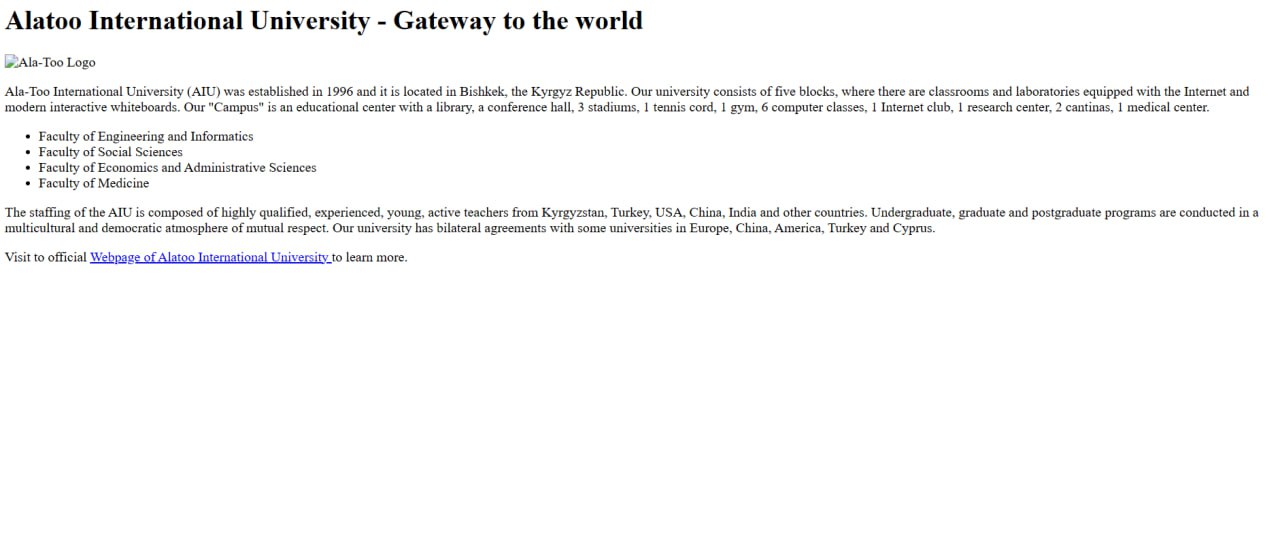 Alatoo International University - Gateway to the world
Ala-Too Logo
Ala-Too International University (AIU) was established in 1996 and it is located in Bishkek, the Kyrgyz Republic. Our university consists of five blocks, where there are classrooms and laboratories equipped with the Internet and
modern interactive whiteboards. Our "Campus" is an educational center with a library, a conference hall, 3 stadiums, 1 tennis cord, 1 gym, 6 computer classes, 1 Internet club, 1 research center, 2 cantinas, 1 medical center.
• Faculty of Engineering and Informatics
• Faculty of Social Sciences
• Faculty of Economics and Administrative Sciences
• Faculty of Medicine
The staffing of the AIU is composed of highly qualified, experienced, young, active teachers from Kyrgyzstan, Turkey, USA, China, India and other countries. Undergraduate, graduate and postgraduate programs are conducted in a
multicultural and democratic atmosphere of mutual respect. Our university has bilateral agreements with some universities in Europe, China, America, Turkey and Cyprus.
Visit to official Webpage of Alatoo International University to learn more.